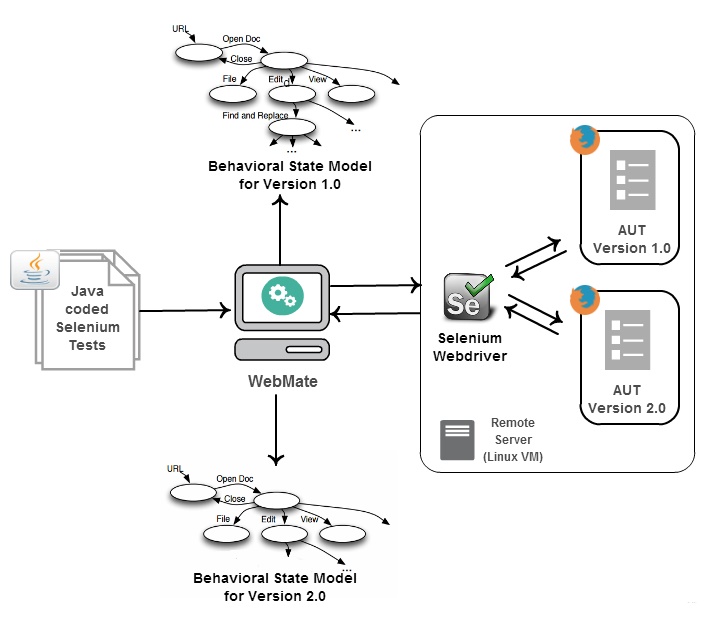 URL
Open Doc
Close
File
Edit
d
View
Find and Replace
...
...
Behavioral State Model
for Version 1.0
Java
coded
Selenium
Tests
WebMate
Se
Selenium
Webdriver
AUT
Version 1.0
AUT
Version 2.0
Remote
Server
(Linux VM)
URL
Open Doc
Close
File
Edit
View
...
Behavioral State Model
for Version 2.0